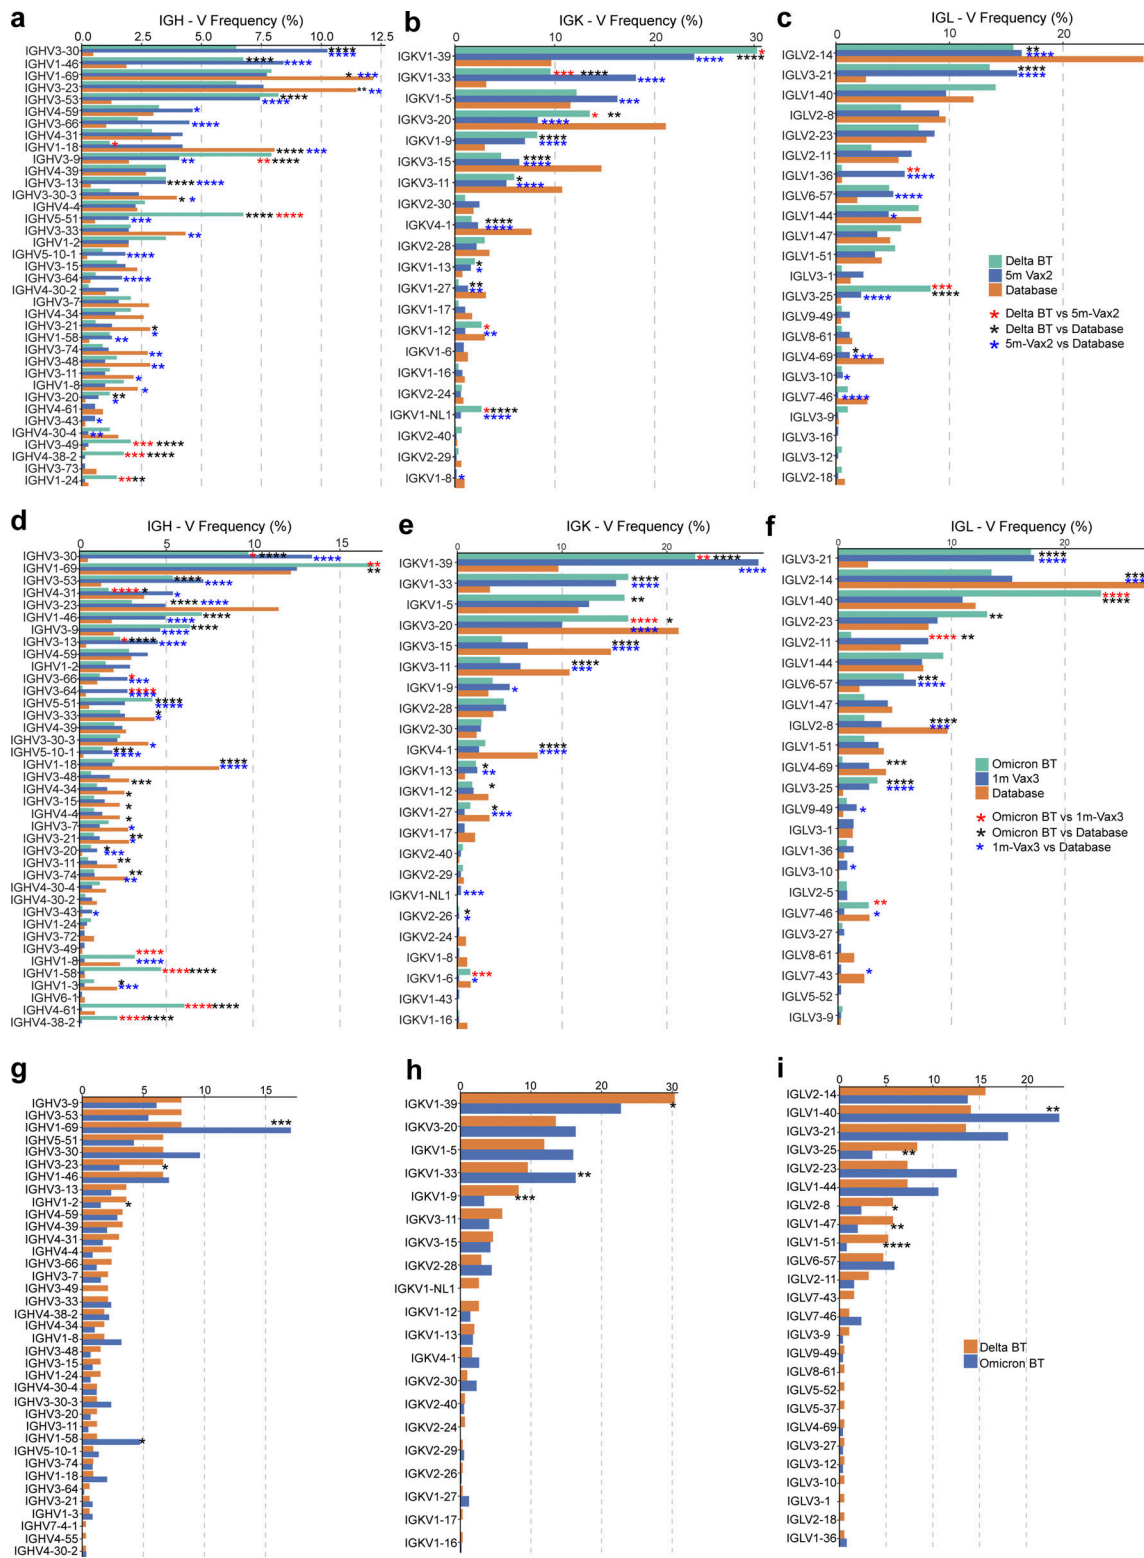 a
IGH - V Frequency (%)
0.0 2.5 5.0 7.5 10.0 12.5
IGHV3-30
IGHV1-46
IGHV1-69
IGHV3-23
IGHV3-53
IGHV4-59
IGHV3-66
IGHV4-31
IGHV1-18
IGHV3-9
IGHV4-39
IGHV3-13
IGHV3-30-3
IGHV4-4
IGHV5-51
IGHV3-33
IGHV1-2
IGHV5-10-1
IGHV3-15
IGHV3-64
IGHV4-30-2
IGHV3-7
IGHV4-34
IGHV3-21
IGHV1-58
IGHV3-74
IGHV3-48
IGHV3-11
IGHV1-8
IGHV3-20
IGHV4-61
IGHV3-43
IGHV4-30-4
IGHV3-49
IGHV4-38-2
IGHV3-73
IGHV1-24
b
IGK - V Frequency (%)
0 10 20 30
IGKV1-39
IGKV1-33
IGKV1-5
IGKV3-20
IGKV1-9
IGKV3-15
IGKV3-11
IGKV2-30
IGKV4-1
IGKV2-28
IGKV1-13
IGKV1-27
IGKV1-17
IGKV1-12
IGKV1-6
IGKV1-16
IGKV2-24
IGKV1-NL1
IGKV2-40
IGKV2-29
IGKV1-8
c
IGL - V Frequency (%)
0 10 20
IGLV2-14
IGLV3-21
IGLV1-40
IGLV2-8
IGLV2-23
IGLV2-11
IGLV1-36
IGLV6-57
IGLV1-44
IGLV1-47
IGLV1-51
IGLV3-1
IGLV3-25
IGLV9-49
IGLV8-61
IGLV4-69
IGLV3-10
IGLV7-46
IGLV3-9
IGLV3-16
IGLV3-12
IGLV2-18
Delta BT
5m Vax2
Database
* Delta BT vs 5m-Vax2
* Delta BT vs Database
* 5m-Vax2 vs Database
d
IGH - V Frequency (%)
0 5 10 15
IGHV3-30
IGHV1-69
IGHV3-53
IGHV4-31
IGHV3-23
IGHV1-46
IGHV3-9
IGHV3-13
IGHV4-59
IGHV1-2
IGHV3-66
IGHV3-64
IGHV5-51
IGHV3-33
IGHV4-39
IGHV3-30-3
IGHV5-10-1
IGHV1-18
IGHV3-48
IGHV4-34
IGHV3-15
IGHV4-4
IGHV3-7
IGHV3-21
IGHV3-20
IGHV3-11
IGHV3-74
IGHV4-30-4
IGHV4-30-2
IGHV3-43
IGHV1-24
IGHV3-72
IGHV3-49
IGHV1-8
IGHV1-58
IGHV1-3
IGHV6-1
IGHV4-61
IGHV4-38-2
e
IGK - V Frequency (%)
0 10 20
IGKV1-39
IGKV1-33
IGKV1-5
IGKV3-20
IGKV3-15
IGKV3-11
IGKV1-9
IGKV2-28
IGKV2-30
IGKV4-1
IGKV1-13
IGKV1-12
IGKV1-27
IGKV1-17
IGKV2-40
IGKV2-29
IGKV1-NL1
IGKV2-26
IGKV2-24
IGKV1-8
IGKV1-6
IGKV1-43
IGKV1-16
f
IGL - V Frequency (%)
0 10 20
IGLV3-21
IGLV2-14
IGLV1-40
IGLV2-23
IGLV2-11
IGLV1-44
IGLV6-57
IGLV1-47
IGLV2-8
IGLV1-51
IGLV4-69
IGLV3-25
IGLV9-49
IGLV3-1
IGLV1-36
IGLV3-10
IGLV2-5
IGLV7-46
IGLV3-27
IGLV8-61
IGLV7-43
IGLV5-52
IGLV3-9
Omicron BT
1m Vax3
Database
* Omicron BT vs 1m-Vax3
* Omicron BT vs Database
* 1m-Vax3 vs Database
g
0 5 10 15
IGHV3-9
IGHV3-53
IGHV1-69
IGHV5-51
IGHV3-30
IGHV3-23
IGHV1-46
IGHV3-13
IGHV1-2
IGHV4-59
IGHV4-39
IGHV4-31
IGHV4-4
IGHV3-66
IGHV3-7
IGHV3-49
IGHV3-33
IGHV4-38-2
IGHV4-34
IGHV1-8
IGHV3-48
IGHV3-15
IGHV1-24
IGHV4-30-4
IGHV3-30-3
IGHV3-20
IGHV3-11
IGHV1-58
IGHV5-10-1
IGHV3-74
IGHV1-18
IGHV3-64
IGHV3-21
IGHV1-3
IGHV7-4-1
IGHV4-55
IGHV4-30-2
h
0 10 20 30
IGKV1-39
IGKV3-20
IGKV1-5
IGKV1-33
IGKV1-9
IGKV3-11
IGKV3-15
IGKV2-28
IGKV1-NL1
IGKV1-12
IGKV1-13
IGKV4-1
IGKV2-30
IGKV2-40
IGKV2-24
IGKV2-29
IGKV2-26
IGKV1-27
IGKV1-17
IGKV1-16
i
0 5 10 15 20
IGLV2-14
IGLV1-40
IGLV3-21
IGLV3-25
IGLV2-23
IGLV1-44
IGLV2-8
IGLV1-47
IGLV1-51
IGLV6-57
IGLV2-11
IGLV7-43
IGLV7-46
IGLV3-9
IGLV9-49
IGLV8-61
IGLV5-52
IGLV5-37
IGLV4-69
IGLV3-27
IGLV3-12
IGLV3-10
IGLV3-1
IGLV2-18
IGLV1-36
Delta BT
Omicron BT